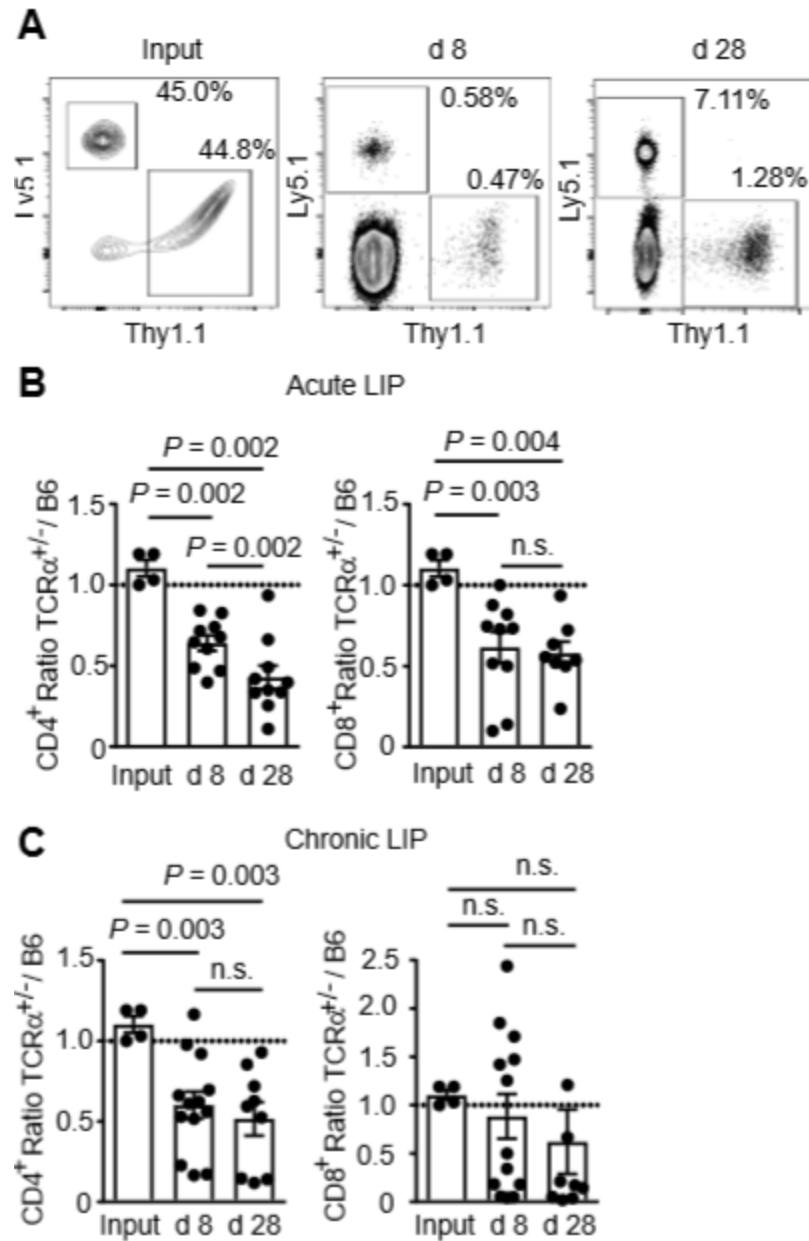 A
Input
d 8
d 28
45.0%
44.8%
0.58%
0.47%
7.11%
1.28%
Ly5.1
Ly5.1
Thy1.1
Thy1.1
Thy1.1
B
Acute LIP
P = 0.002
P = 0.002
P = 0.002
CD4+ Ratio TCRα+/-/ B6
1.5
1.0
0.5
0
Input d 8 d 28
P = 0.004
P = 0.003
n.s.
CD8+Ratio TCRα+/-/ B6
1.5
1.0
0.5
0
Input d 8 d 28
C
Chronic LIP
P = 0.003
P = 0.003
n.s.
CD4+ Ratio TCRα+/-/ B6
1.5
1.0
0.5
0
Input d 8 d 28
n.s.
n.s.
n.s.
CD8+ Ratio TCRα+/-/ B6
2.5
2.0
1.5
1.0
0.5
0
Input d 8 d 28